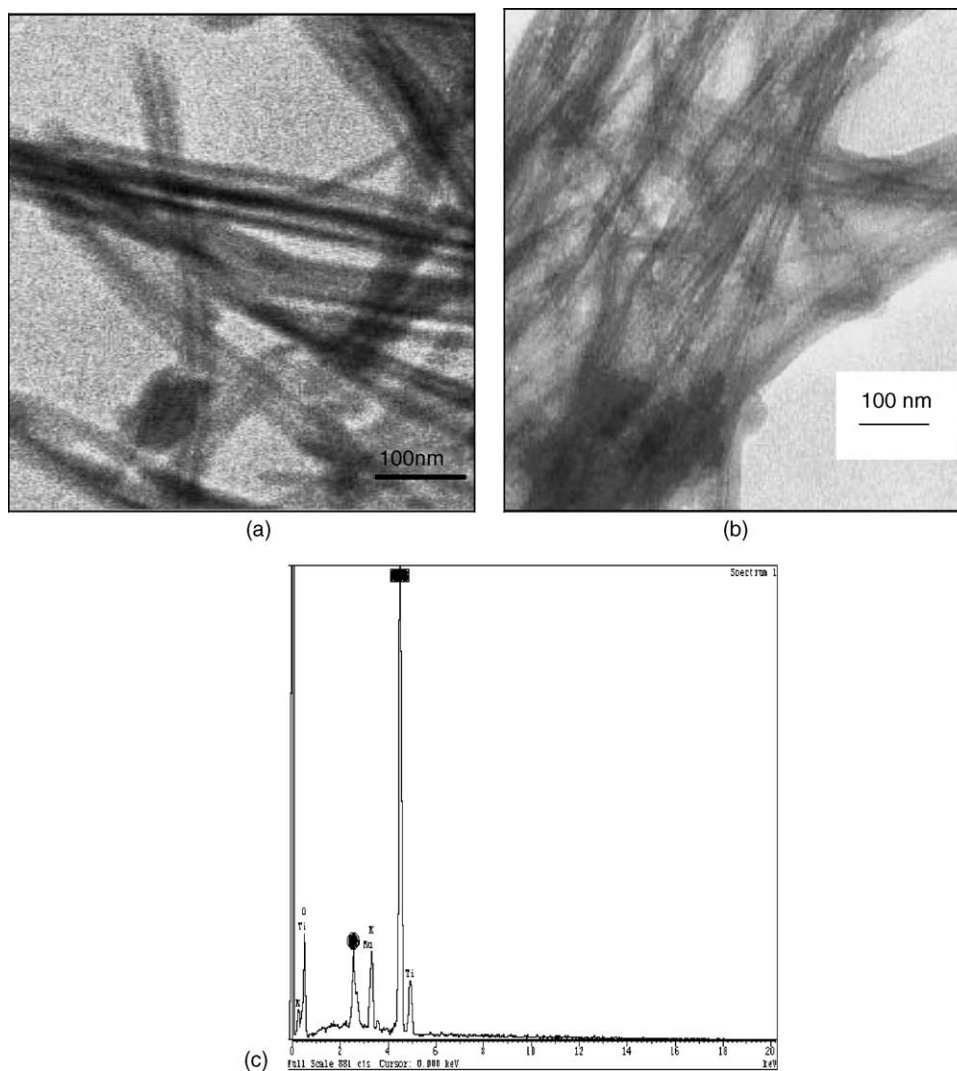 100nm
100 nm
(a)
(b)
Spectrum 1
O
Ti
K
K
Ti
0 2 4 6 8 10 12 14 16 18 20
Full Scale 881 cts Cursor: 0.000 keV
keV
(c)